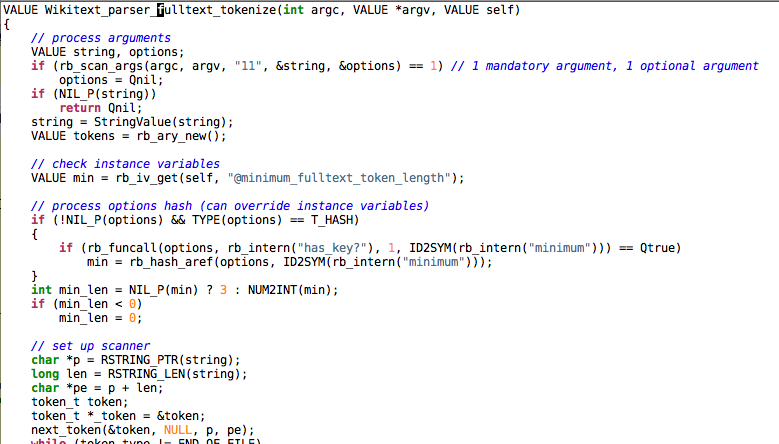 VALUE Wikitext_parser_fulltext_tokenize(int argc, VALUE *argv, VALUE self)
{
    // process arguments
    VALUE string, options;
    if (rb_scan_args(argc, argv, "11", &string, &options) == 1) // 1 mandatory argument, 1 optional argument
        options = Qnil;
    if (NIL_P(string))
        return Qnil;
    string = StringValue(string);
    VALUE tokens = rb_ary_new();

    // check instance variables
    VALUE min = rb_iv_get(self, "@minimum_fulltext_token_length");

    // process options hash (can override instance variables)
    if (!NIL_P(options) && TYPE(options) == T_HASH)
    {
        if (rb_funcall(options, rb_intern("has_key?"), 1, ID2SYM(rb_intern("minimum"))) == Qtrue)
            min = rb_hash_aref(options, ID2SYM(rb_intern("minimum")));
    }
    int min_len = NIL_P(min) ? 3 : NUM2INT(min);
    if (min_len < 0)
        min_len = 0;

    // set up scanner
    char *p = RSTRING_PTR(string);
    long len = RSTRING_LEN(string);
    char *pe = p + len;
    token_t token;
    token_t *_token = &token;
    next_token(&token, NULL, p, pe);
    while (token.type != END_OF_FILE)